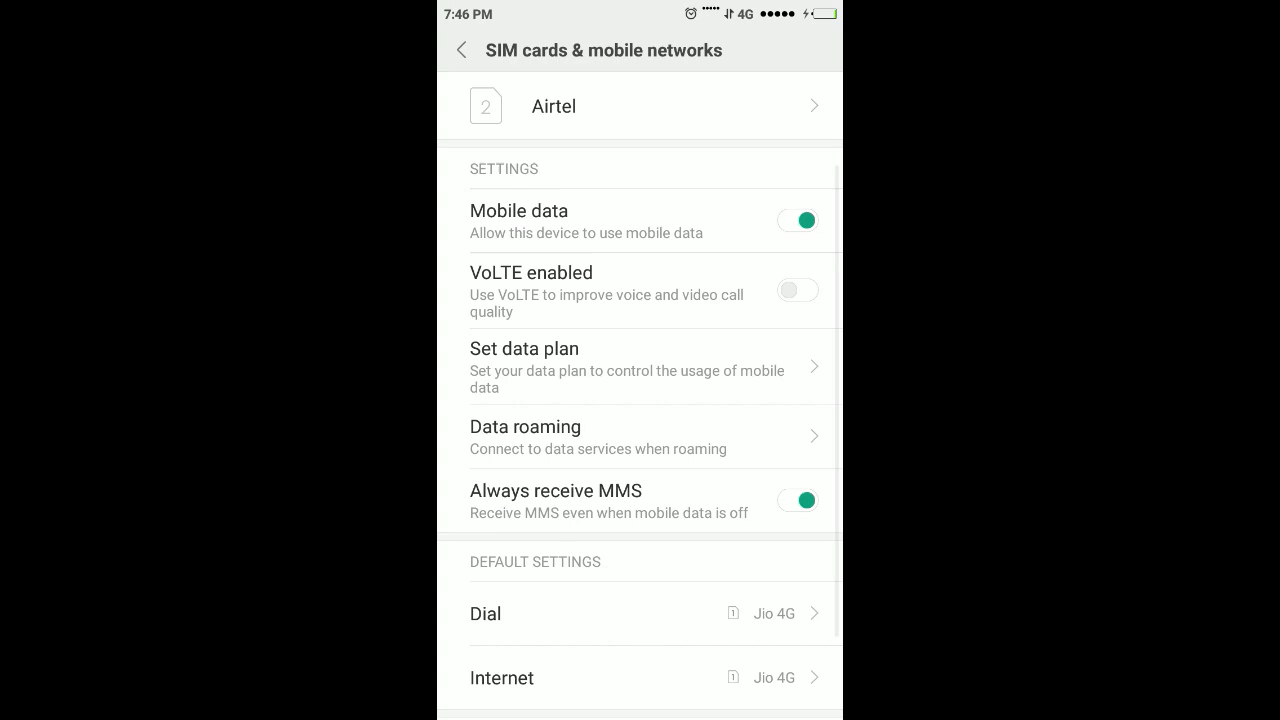 7:46 PM 4G
SIM cards & mobile networks
2 Airtel
SETTINGS
Mobile data
Allow this device to use mobile data
VoLTE enabled
Use VoLTE to improve voice and video call
quality
Set data plan
Set your data plan to control the usage of mobile
data
Data roaming
Connect to data services when roaming
Always receive MMS
Receive MMS even when mobile data is off
DEFAULT SETTINGS
Dial 1 Jio 4G
Internet 1 Jio 4G